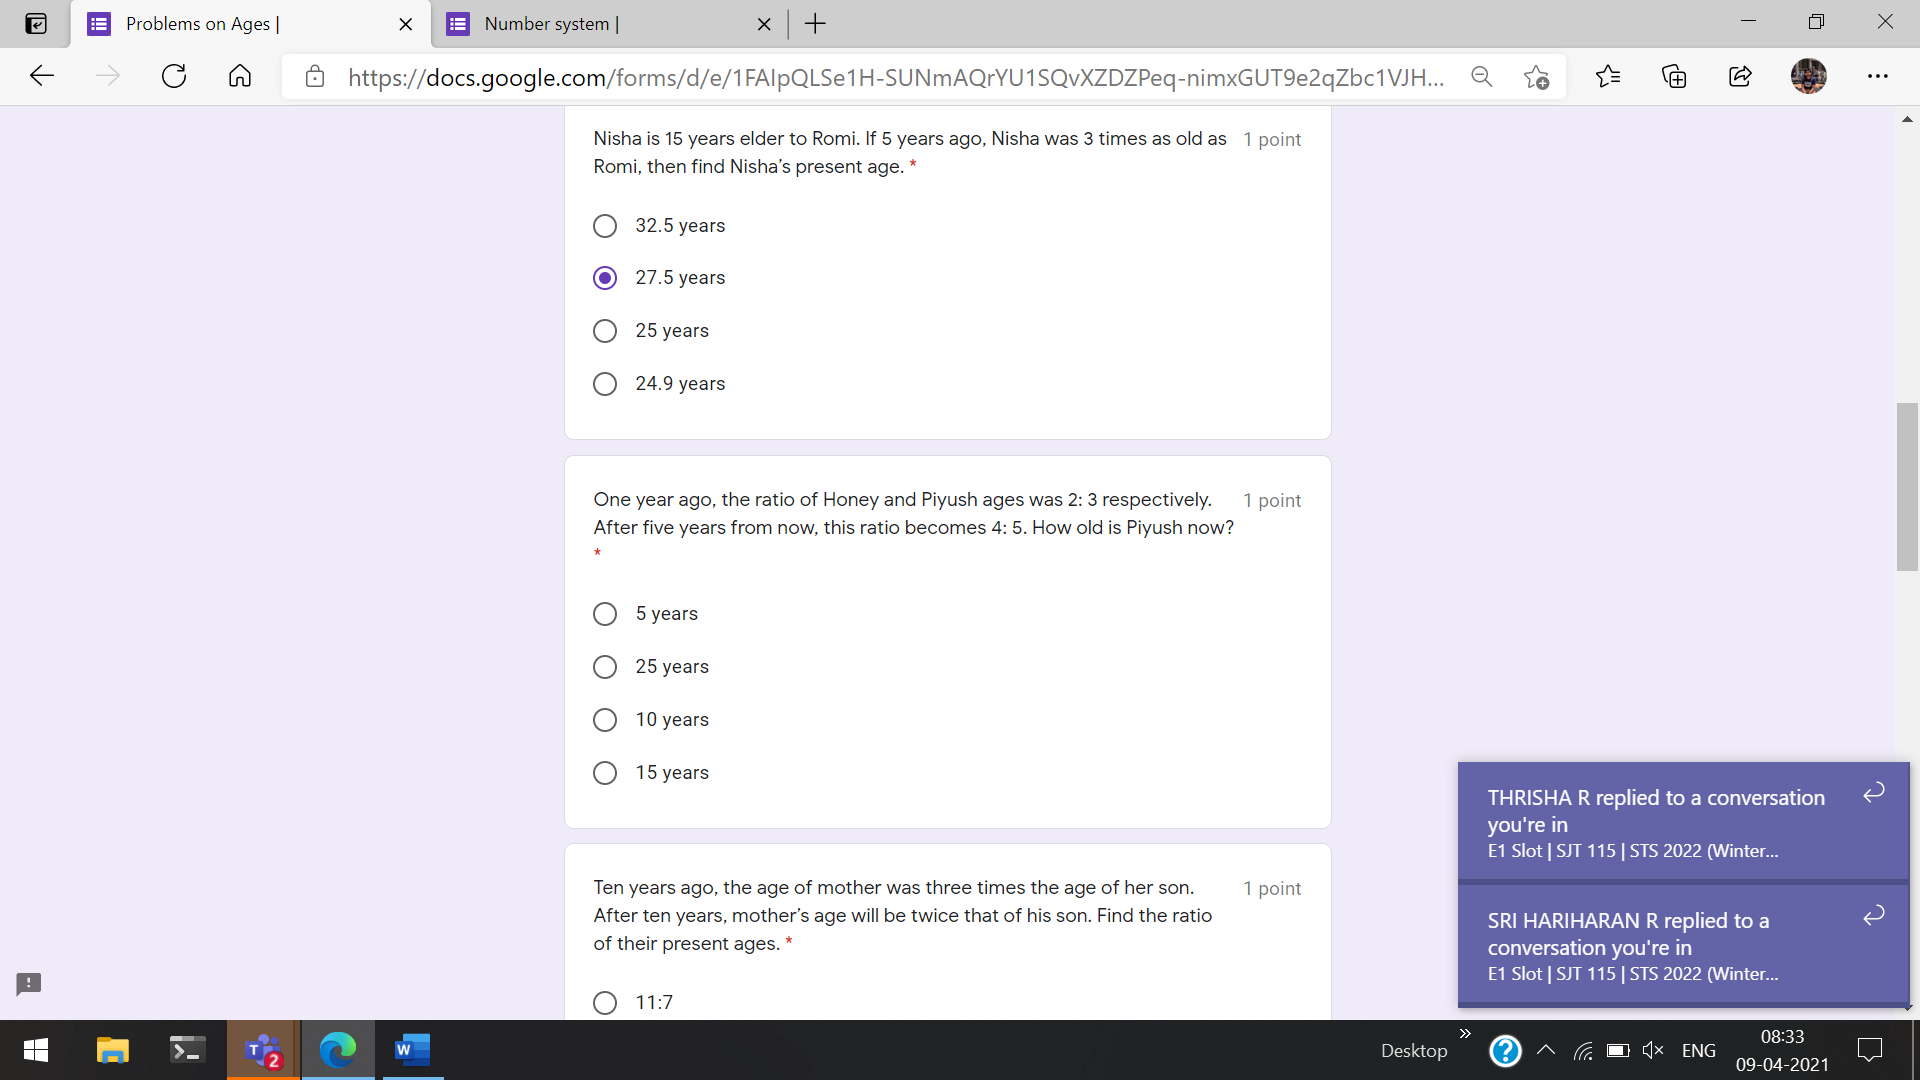 Problems on Ages |
Number system |
https://docs.google.com/forms/d/e/1FAIpQLSe1H-SUNmAQrYU1SQvXZDZPeq-nimxGUT9e2qZbc1VJH...
Nisha is 15 years elder to Romi. If 5 years ago, Nisha was 3 times as old as 1 point
Romi, then find Nisha’s present age. *
32.5 years
27.5 years
25 years
24.9 years
One year ago, the ratio of Honey and Piyush ages was 2: 3 respectively. 1 point
After five years from now, this ratio becomes 4: 5. How old is Piyush now?
*
5 years
25 years
10 years
15 years
Ten years ago, the age of mother was three times the age of her son. 1 point
After ten years, mother’s age will be twice that of his son. Find the ratio
of their present ages. *
11:7
THRISHA R replied to a conversation
you're in
E1 Slot | SJT 115 | STS 2022 (Winter...
SRI HARIHARAN R replied to a
conversation you're in
E1 Slot | SJT 115 | STS 2022 (Winter...
T 2
W
Desktop
ENG
08:33
09-04-2021